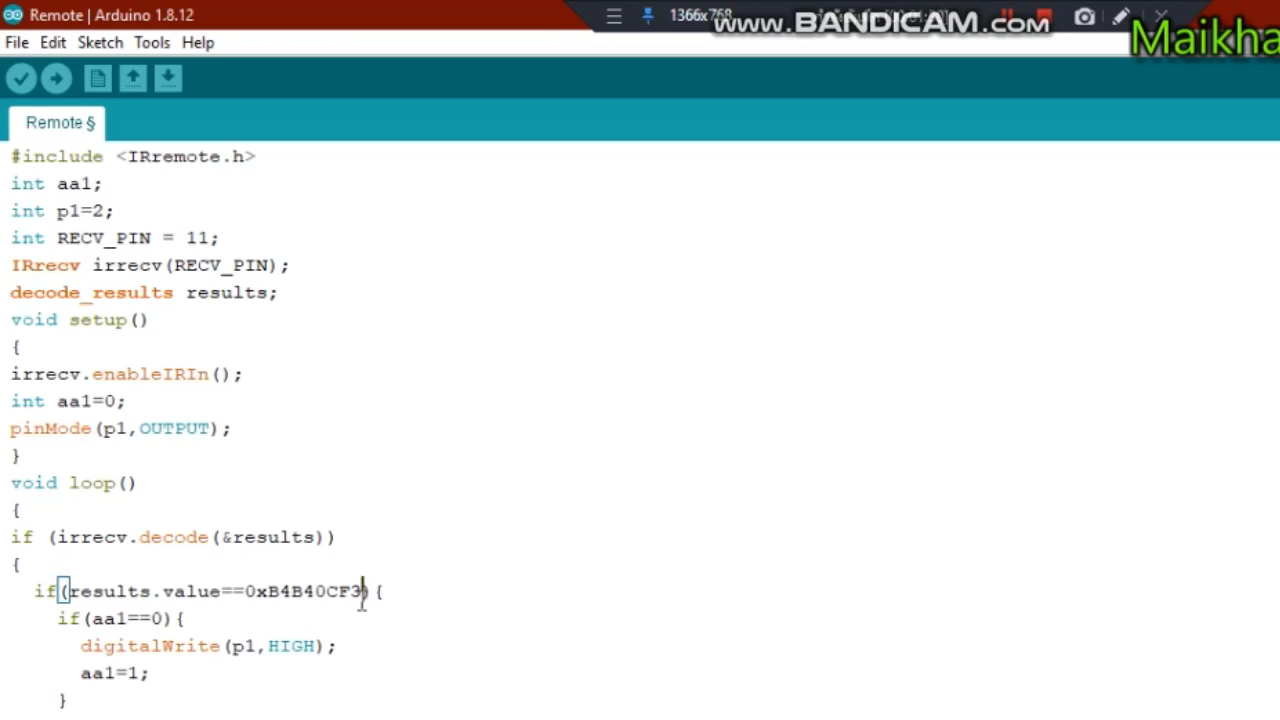 Remote | Arduino 1.8.12
1366x768
www.BANDICAM.com
File Edit Sketch Tools Help
Maikha
Remote §
#include <IRremote.h>
int aa1;
int p1=2;
int RECV_PIN = 11;
IRrecv irrecv(RECV_PIN);
decode_results results;
void setup()
{
irrecv.enableIRIn();
int aa1=0;
pinMode(p1,OUTPUT);
}
void loop()
{
if (irrecv.decode(&results))
{
if(results.value==0xB4B40CF3){
if(aa1==0){
digitalWrite(p1,HIGH);
aa1=1;
}